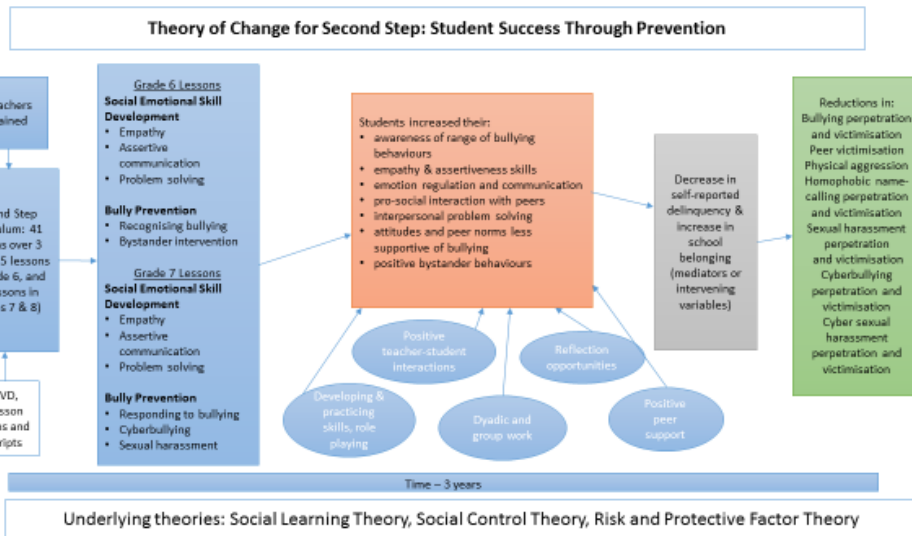 Theory of Change for Second Step: Student Success Through Prevention
achers
ained
nd Step
lum: 41
s over 3
5 lessons
de 6, and
ssons in
s 7 & 8)
VD,
sson
ns and
ripts
Grade 6 Lessons
Social Emotional Skill
Development
• Empathy
• Assertive
communication
• Problem solving
Bully Prevention
• Recognising bullying
• Bystander intervention
Grade 7 Lessons
Social Emotional Skill
Development
• Empathy
• Assertive
communication
• Problem solving
Bully Prevention
• Responding to bullying
• Cyberbullying
• Sexual harassment
Students increased their:
• awareness of range of bullying
behaviours
• empathy & assertiveness skills
• emotion regulation and communication
• pro-social interaction with peers
• interpersonal problem solving
• attitudes and peer norms less
supportive of bullying
• positive bystander behaviours
Positive
teacher-student
interactions
Reflection
opportunities
Developing &
practicing
skills, role
playing
Dyadic and
group work
Positive
peer
support
Decrease in
self-reported
delinquency &
increase in
school
belonging
(mediators or
intervening
variables)
Reductions in:
Bullying perpetration
and victimisation
Peer victimisation
Physical aggression
Homophobic name-
calling perpetration
and victimisation
Sexual harassment
perpetration
and victimisation
Cyberbullying
perpetration and
victimisation
Cyber sexual
harassment
perpetration and
victimisation
Time – 3 years
Underlying theories: Social Learning Theory, Social Control Theory, Risk and Protective Factor Theory